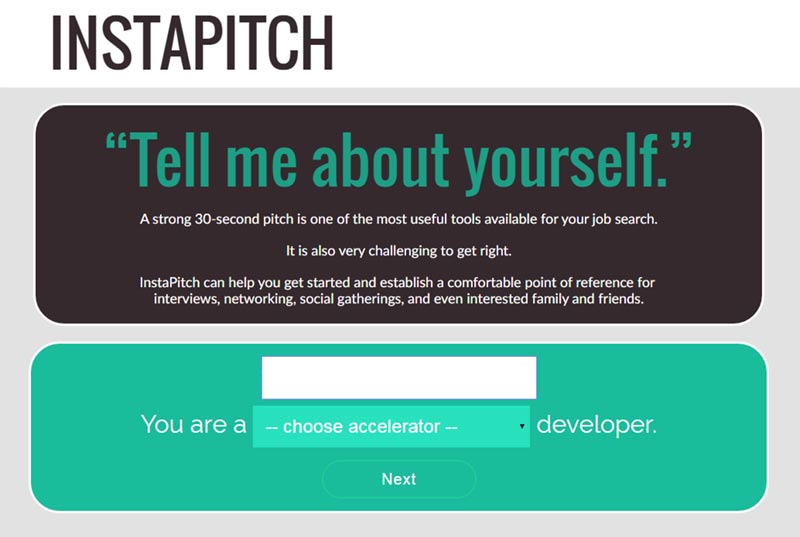 INSTAPITCH
“Tell me about yourself.”
A strong 30-second pitch is one of the most useful tools available for your job search.
It is also very challenging to get right.
InstaPitch can help you get started and establish a comfortable point of reference for
interviews, networking, social gatherings, and even interested family and friends.
You are a -- choose accelerator -- developer.
Next